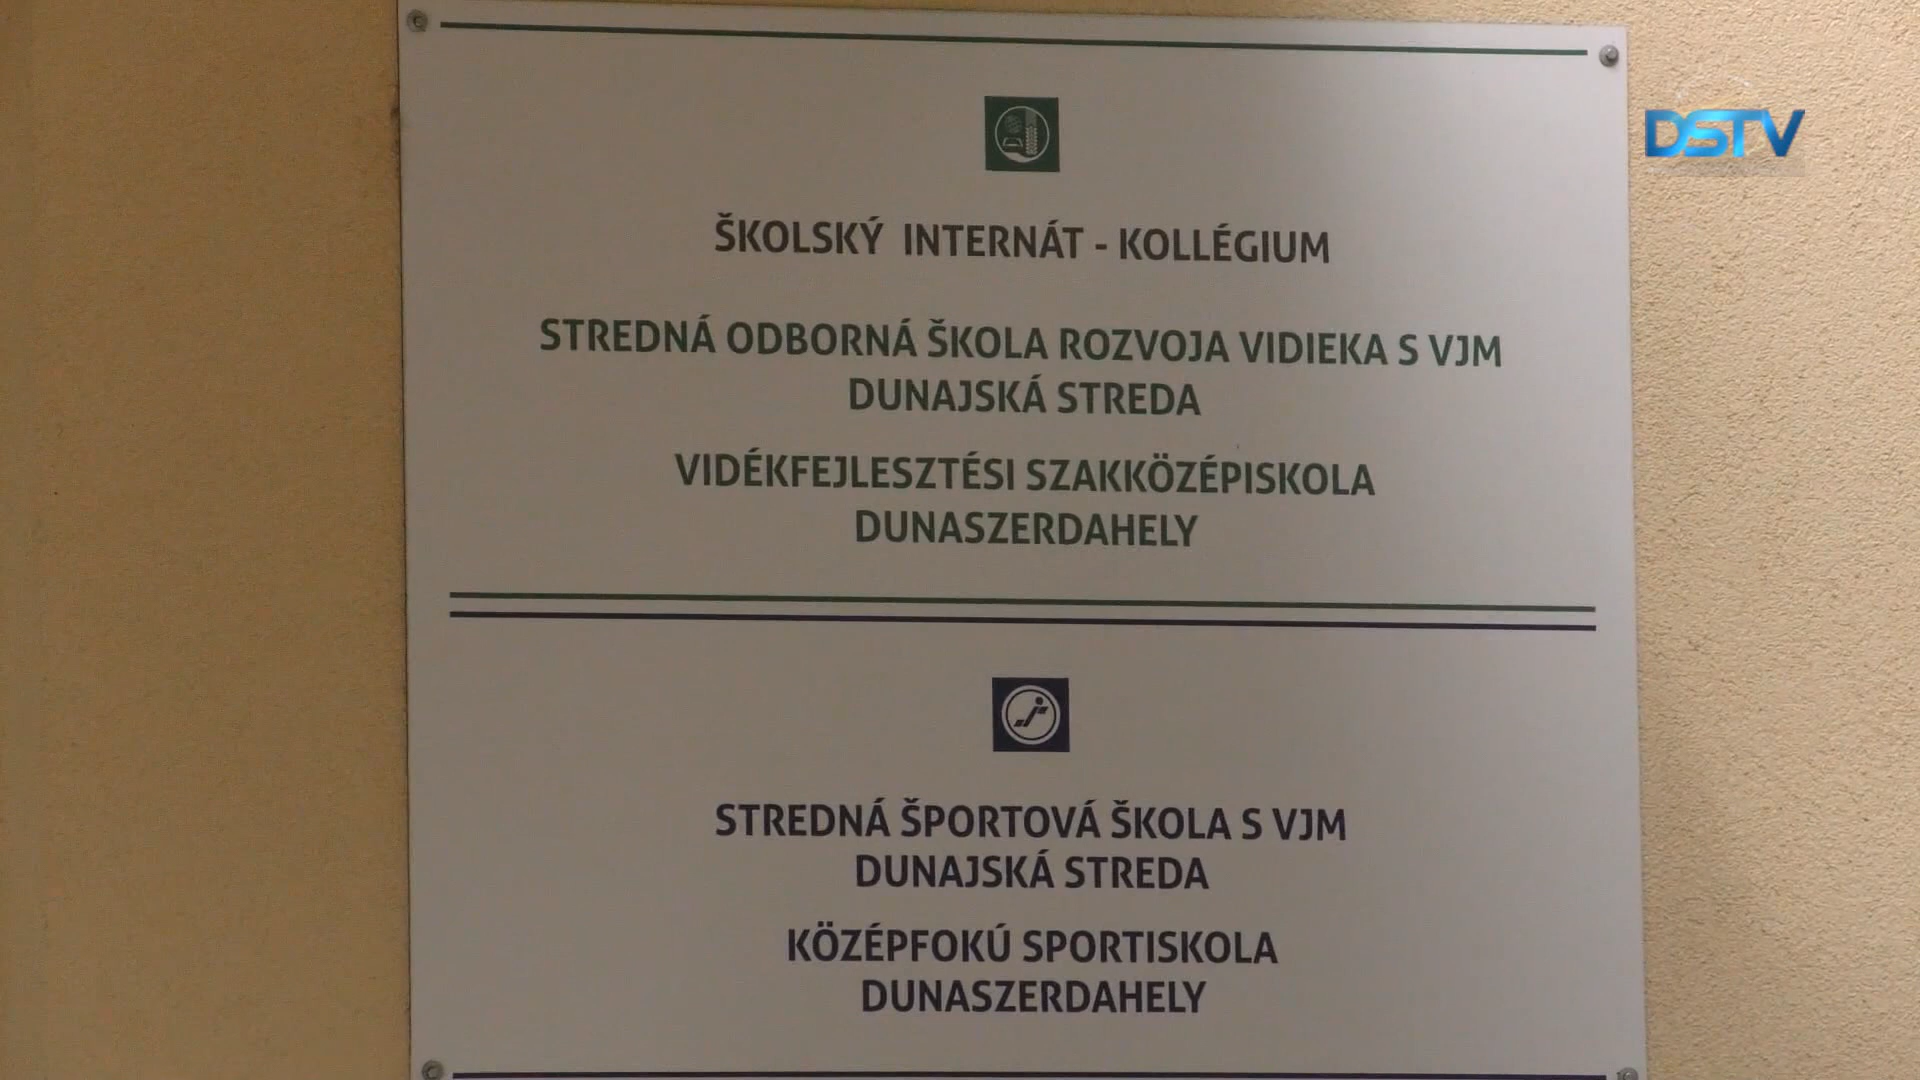 DSTV
ŠKOLSKÝ INTERNÁT - KOLLÉGIUM
STREDNÁ ODBORNÁ ŠKOLA ROZVOJA VIDIEKA S VJM
DUNAJSKÁ STREDA
VIDÉKFEJLESZTÉSI SZAKKÖZÉPISKOLA
DUNASZERDAHELY
STREDNÁ ŠPORTOVÁ ŠKOLA S VJM
DUNAJSKÁ STREDA
KÖZÉPFOKÚ SPORTISKOLA
DUNASZERDAHELY